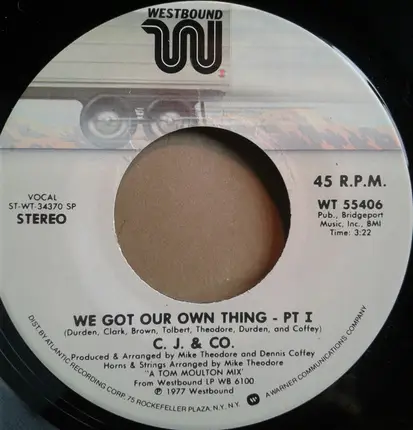 WESTBOUND
W
VOCAL
ST-WT-34370 SP
STEREO
45 R.P.M.
WT 55406
Pub., Bridgeport
Music, Inc., BMI
Time: 3:22
WE GOT OUR OWN THING - PT I
(Durden, Clark, Brown, Tolbert, Theodore, Durden, and Coffey)
C. J. & CO.
Produced & Arranged by Mike Theodore and Dennis Coffey
Horns & Strings Arranged by Mike Theodore
"A TOM MOULTON MIX"
From Westbound LP WB 6100
℗ 1977 Westbound
DIST BY ATLANTIC RECORDING CORP. 75 ROCKEFELLER PLAZA, N.Y., N.Y. A WARNER COMMUNICATIONS COMPANY